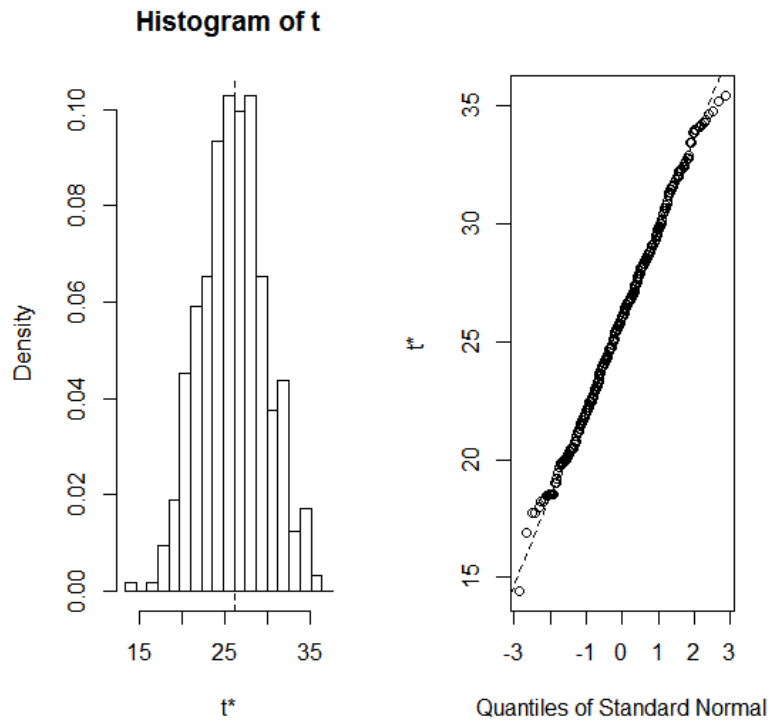 Histogram of t
Density
0.00 0.02 0.04 0.06 0.08 0.10
15 25 35
t*
t*
15 20 25 30 35
-3 -1 0 1 2 3
Quantiles of Standard Normal